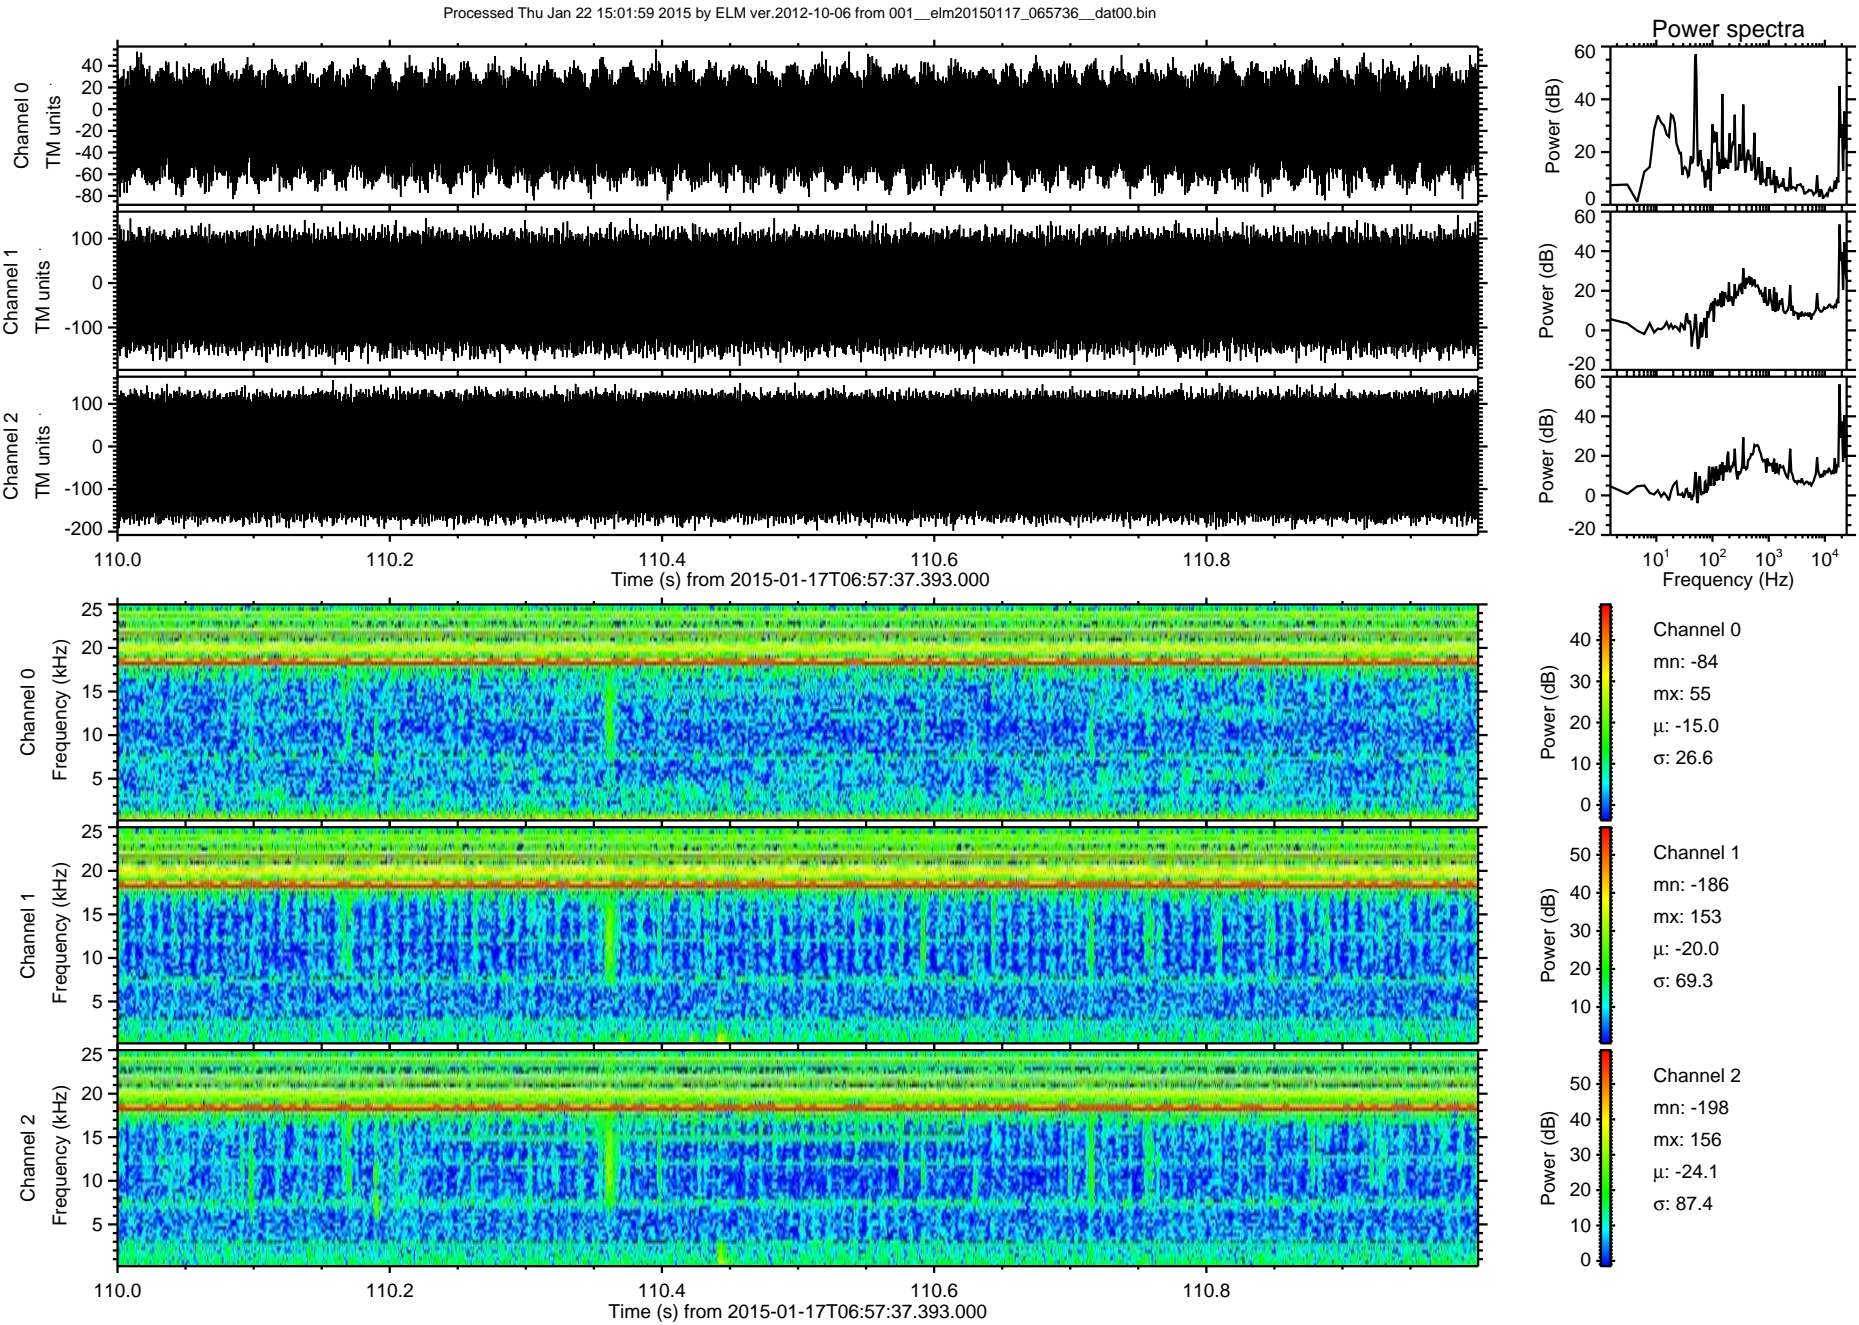 Processed Thu Jan 22 15:01:59 2015 by ELM ver.2012-10-06 from 001__elm20150117_065736__dat00.bin
Power spectra
Channel 0
TM units
40
20
0
-20
-40
-60
-80
Power (dB)
60
40
20
0
Channel 1
TM units
100
0
-100
Power (dB)
60
40
20
0
-20
Channel 2
TM units
100
0
-100
-200
Power (dB)
60
40
20
0
-20
110.0 110.2 110.4 110.6 110.8
Time (s) from 2015-01-17T06:57:37.393.000
10^1 10^2 10^3 10^4
Frequency (Hz)
Channel 0
Frequency (kHz)
25
20
15
10
5
Power (dB)
40
30
20
10
0
Channel 0
mn: -84
mx: 55
μ: -15.0
σ: 26.6
Channel 1
Frequency (kHz)
25
20
15
10
5
Power (dB)
50
40
30
20
10
Channel 1
mn: -186
mx: 153
μ: -20.0
σ: 69.3
Channel 2
Frequency (kHz)
25
20
15
10
5
Power (dB)
50
40
30
20
10
0
Channel 2
mn: -198
mx: 156
μ: -24.1
σ: 87.4
110.0 110.2 110.4 110.6 110.8
Time (s) from 2015-01-17T06:57:37.393.000